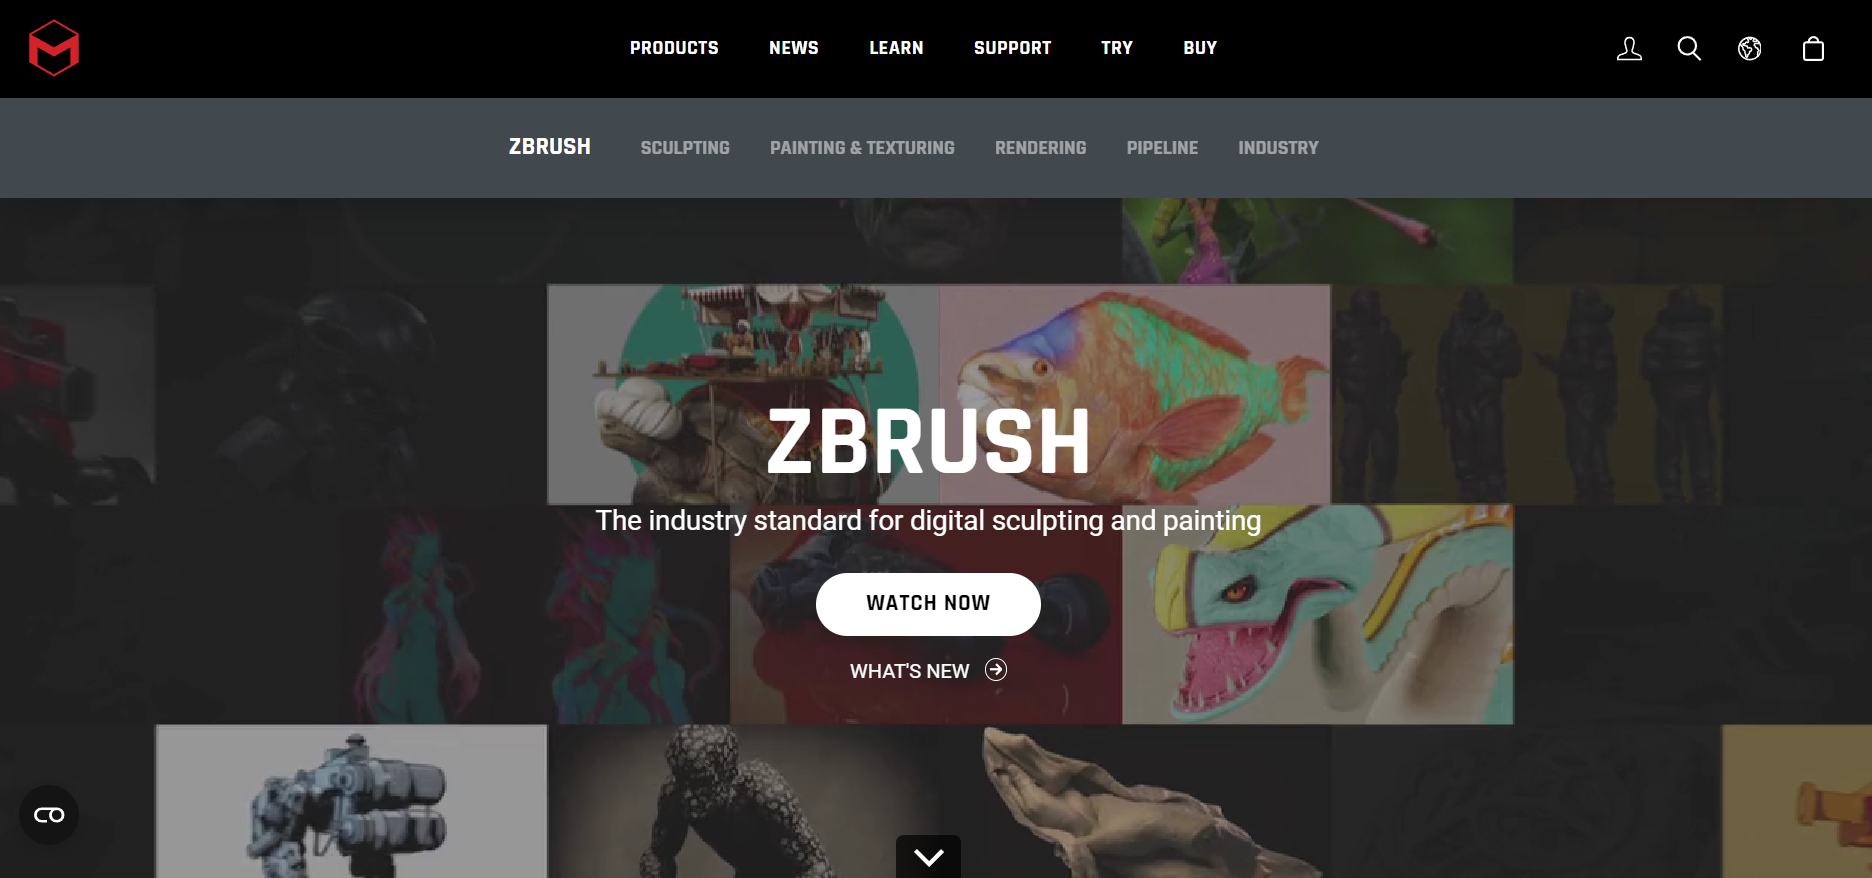 PRODUCTS NEWS LEARN SUPPORT TRY BUY
ZBRUSH SCULPTING PAINTING & TEXTURING RENDERING PIPELINE INDUSTRY
ZBRUSH
The industry standard for digital sculpting and painting
WATCH NOW
WHAT'S NEW